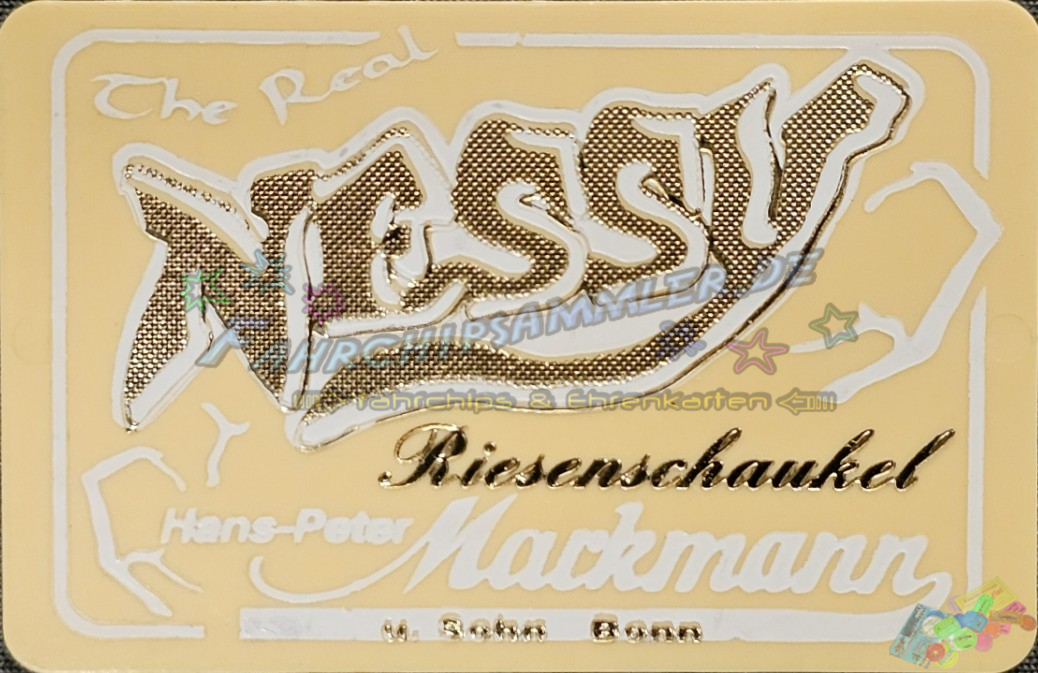 The Real
NESSY
FAHRCHIPSAMMLER.DE
fahrchips & Ehrenkarten
Riesenschaukel
Hans-Peter Markmann
u. Sohn Bonn